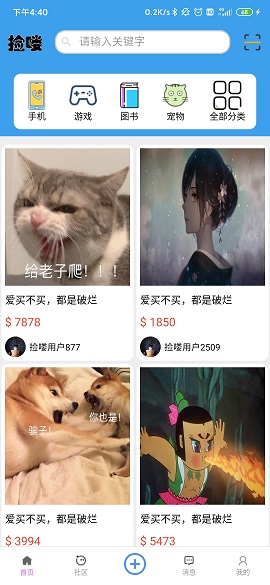 下午4:40
0.2K/s
68
捡喽
请输入关键字
手机
游戏
图书
宠物
全部分类
给老子爬！！！
爱买不买，都是破烂
$ 7878
捡喽用户877
爱买不买，都是破烂
$ 1850
捡喽用户2509
骗子！
你也是！
爱买不买，都是破烂
$ 3994
爱买不买，都是破烂
$ 5473
首页
社区
消息
我的